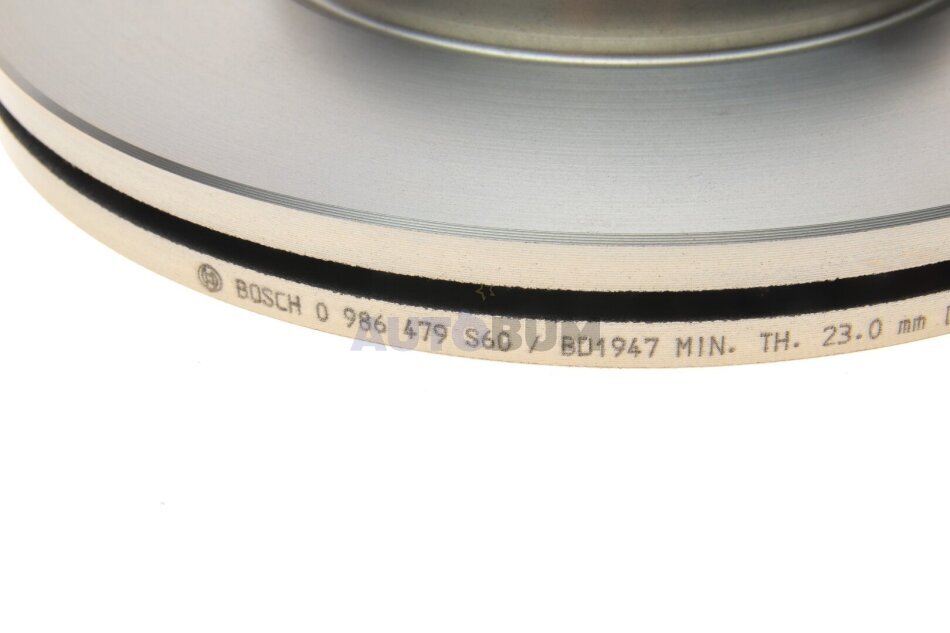 BOSCH 0 986 479 S60 / BD1947 MIN. TH. 23.0 mm
AUTOBUM